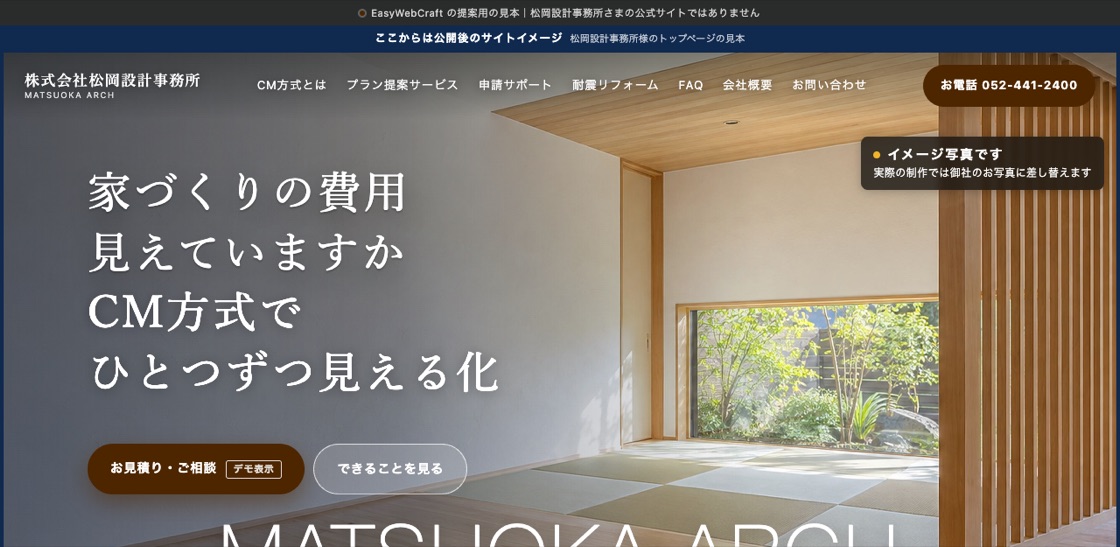 EasyWebCraft の提案用の見本｜松岡設計事務所さまの公式サイトではありません
ここからは公開後のサイトイメージ 松岡設計事務所様のトップページの見本
株式会社松岡設計事務所
MATSUOKA ARCH
CM方式とは プラン提案サービス 申請サポート 耐震リフォーム FAQ 会社概要 お問い合わせ
お電話 052-441-2400
イメージ写真です
実際の制作では御社のお写真に差し替えます
家づくりの費用
見えていますか
CM方式で
ひとつずつ見える化
お見積り・ご相談 デモ表示
できることを見る
MATSUOKA ARCH